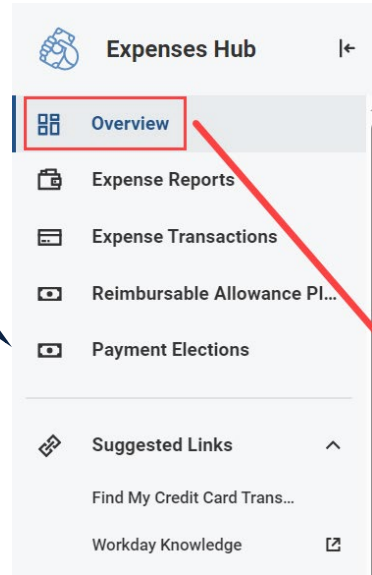 Expenses Hub
Overview
Expense Reports
Expense Transactions
Reimbursable Allowance Pl...
Payment Elections
Suggested Links
Find My Credit Card Trans...
Workday Knowledge